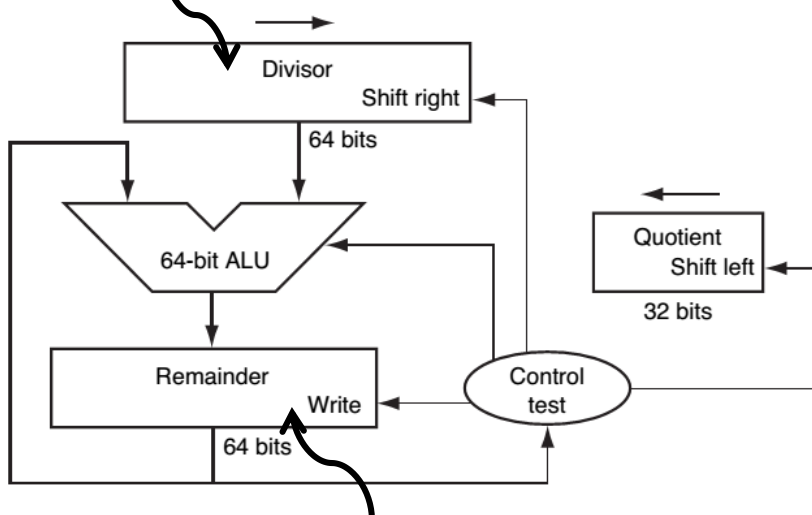 Divisor
Shift right
64 bits
64-bit ALU
Quotient
Shift left
32 bits
Remainder
Write
Control
test
64 bits